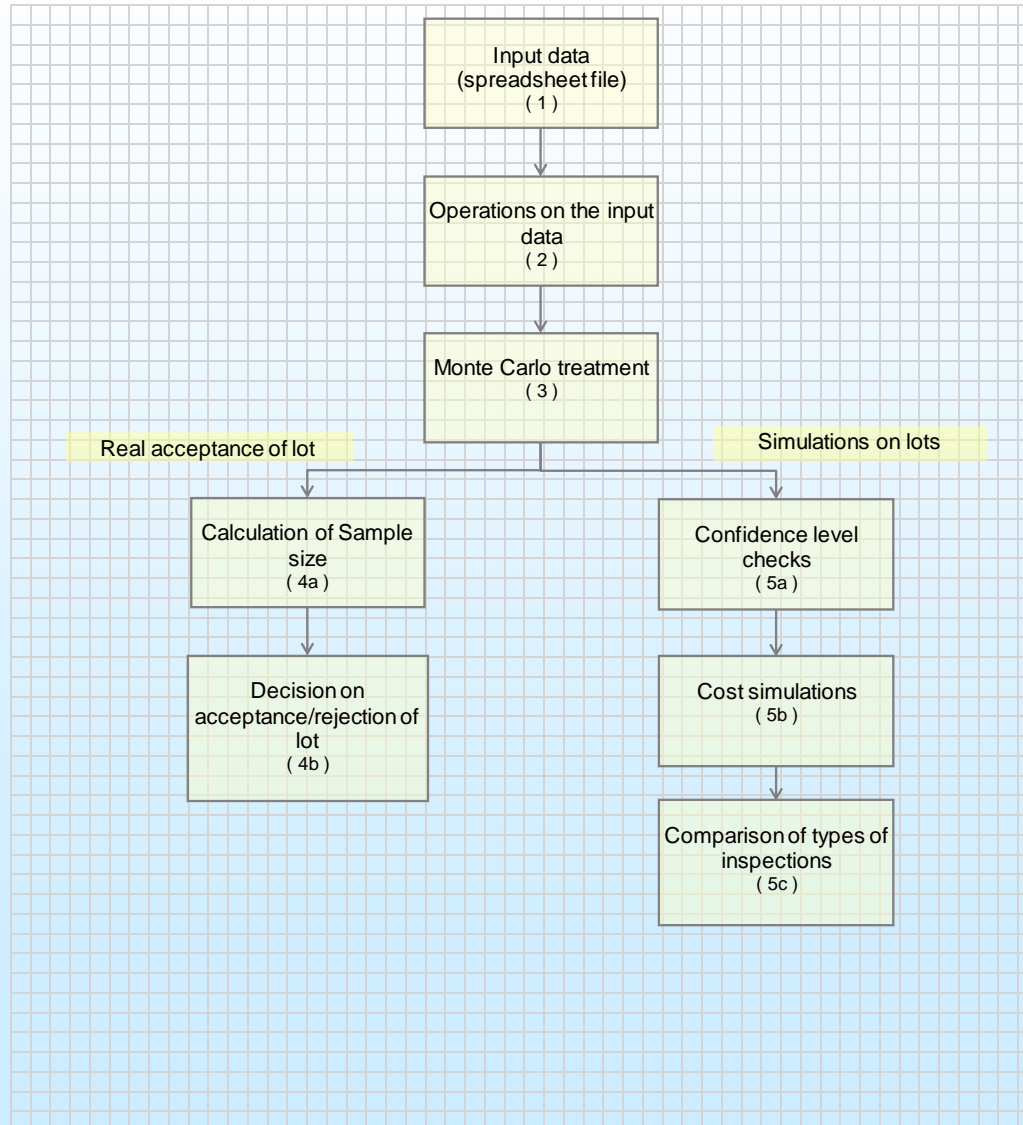 Input data
(spreadsheet file)
( 1 )
Operations on the input
data
( 2 )
Monte Carlo treatment
( 3 )
Real acceptance of lot
Simulations on lots
Calculation of Sample
size
( 4a )
Confidence level
checks
( 5a )
Decision on
acceptance/rejection of
lot
( 4b )
Cost simulations
( 5b )
Comparison of types of
inspections
( 5c )